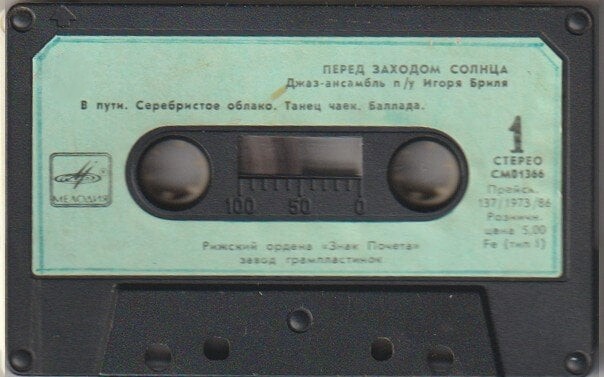 ПЕРЕД ЗАХОДОМ СОЛНЦА
Джаз-ансамбль п/у Игоря Бриля
В пути. Серебристое облако. Танец чаек. Баллада.
1
СТЕРЕО
СМ01366
Прейск.
137/1973/86
Розничн.
цена 5,00
Fe (тип I)
МЕЛОДИЯ
100 50 0
Рижский ордена «Знак Почета»
завод грампластинок